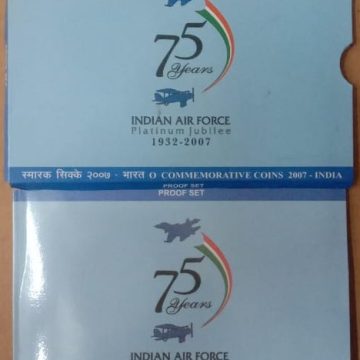 75
Years
INDIAN AIR FORCE
Platinum Jubilee
1932-2007
स्मारक सिक्के २००७ - भारत O COMMEMORATIVE COINS 2007 - INDIA
PROOF SET
PROOF SET
75
Years
INDIAN AIR FORCE